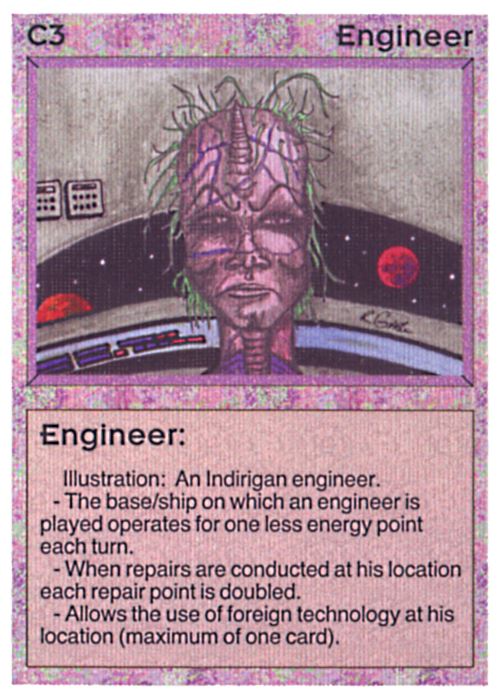 C3 Engineer
Engineer:
Illustration: An Indirigan engineer.
- The base/ship on which an engineer is
played operates for one less energy point
each turn.
- When repairs are conducted at his location
each repair point is doubled.
- Allows the use of foreign technology at his
location (maximum of one card).